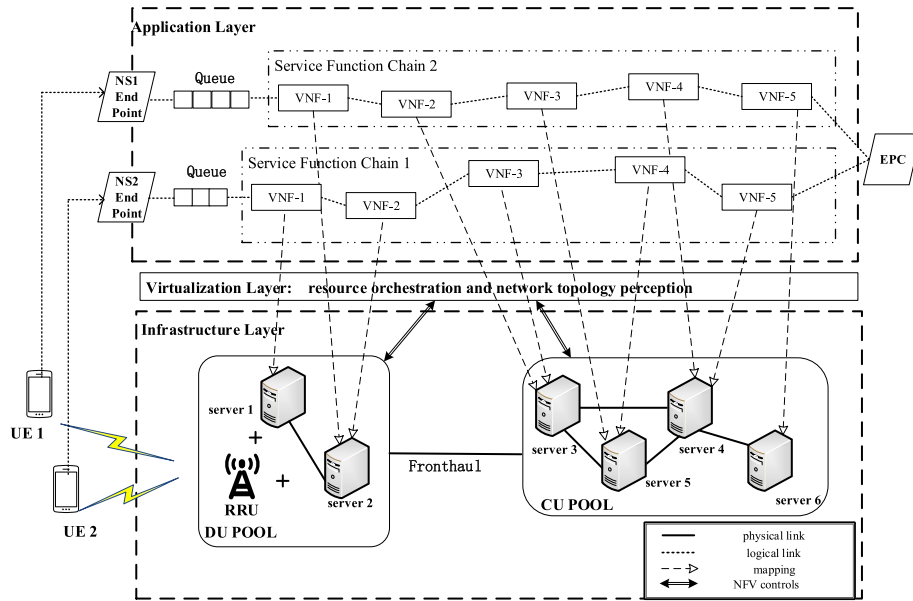 Application Layer
NS1
End
Point
Queue
Service Function Chain 2
VNF-1
VNF-2
VNF-3
VNF-4
VNF-5
EPC
NS2
End
Point
Queue
Service Function Chain 1
VNF-1
VNF-2
VNF-3
VNF-4
VNF-5
Virtualization Layer: resource orchestration and network topology perception
Infrastructure Layer
UE 1
UE 2
server 1
RRU
server 2
DU POOL
Fronthaul
server 3
server 4
server 5
server 6
CU POOL
physical link
logical link
mapping
NFV controls